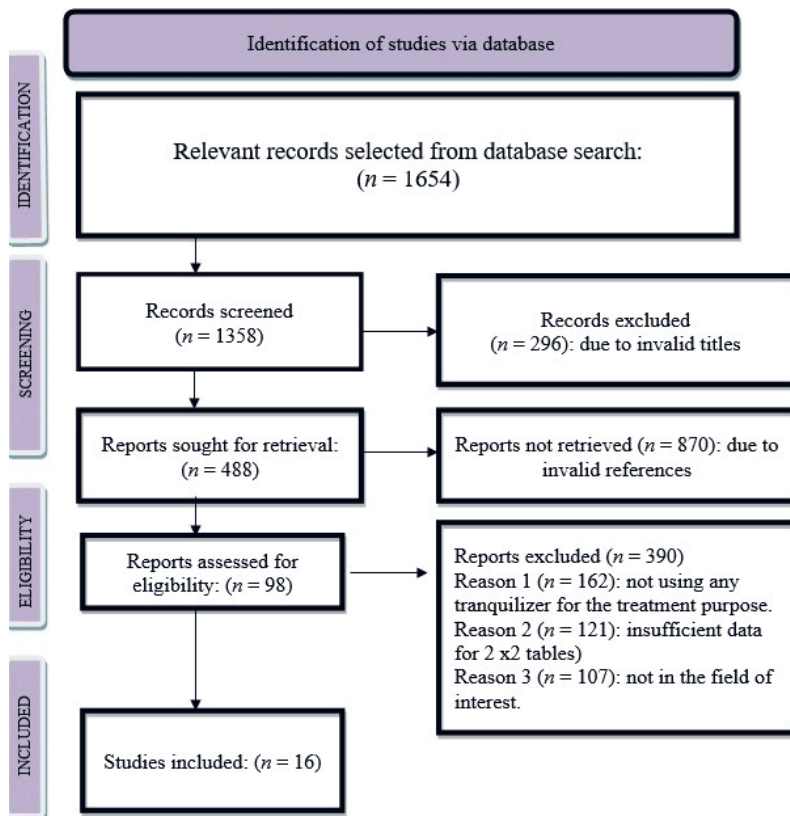 Identification of studies via database
IDENTIFICATION
Relevant records selected from database search:
(n = 1654)
SCREENING
Records screened
(n = 1358)
Records excluded
(n = 296): due to invalid titles
Reports sought for retrieval:
(n = 488)
Reports not retrieved (n = 870): due to
invalid references
ELIGIBILITY
Reports assessed for
eligibility: (n = 98)
Reports excluded (n = 390)
Reason 1 (n = 162): not using any
tranquilizer for the treatment purpose.
Reason 2 (n = 121): insufficient data
for 2 x2 tables)
Reason 3 (n = 107): not in the field of
interest.
INCLUDED
Studies included: (n = 16)